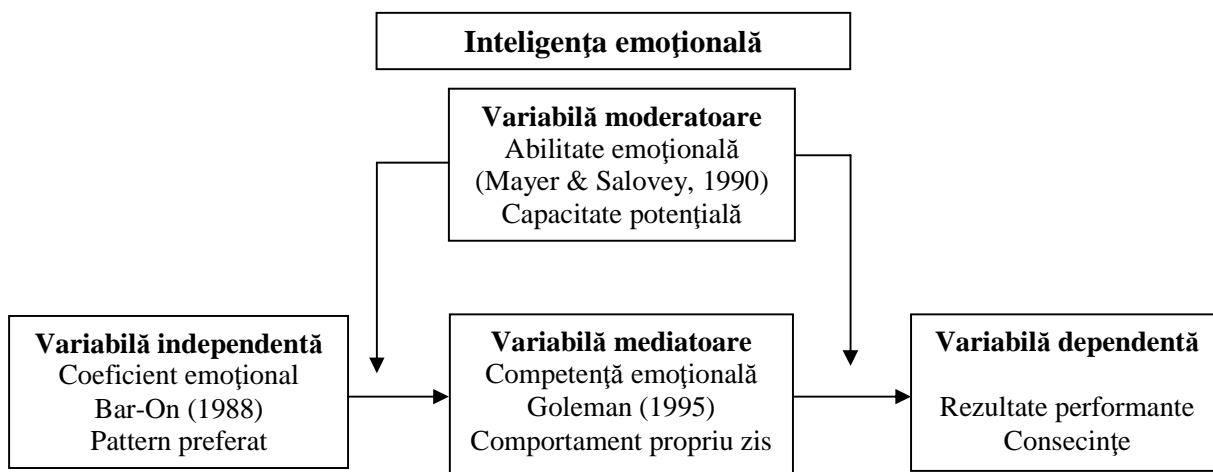 Inteligenţa emoţională
Variabilă moderatoare
Abilitate emoţională
(Mayer & Salovey, 1990)
Capacitate potenţială
Variabilă independentă
Coeficient emoţional
Bar-On (1988)
Pattern preferat
Variabilă mediatoare
Competenţă emoţională
Goleman (1995)
Comportament propriu zis
Variabilă dependentă
Rezultate performante
Consecinţe